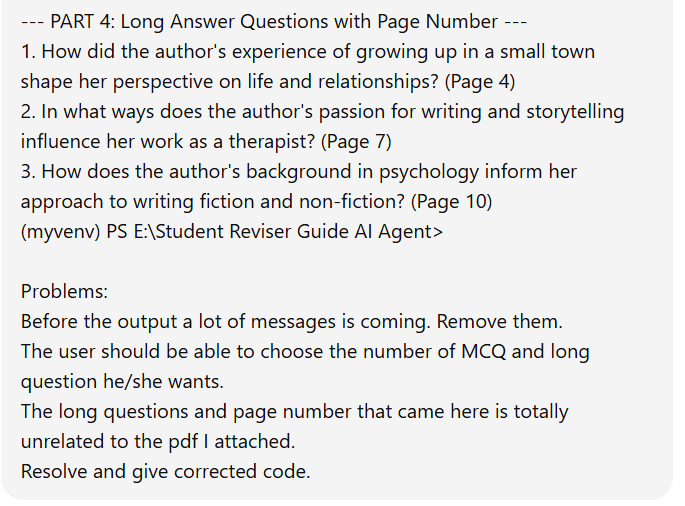 --- PART 4: Long Answer Questions with Page Number ---
1. How did the author's experience of growing up in a small town
shape her perspective on life and relationships? (Page 4)
2. In what ways does the author's passion for writing and storytelling
influence her work as a therapist? (Page 7)
3. How does the author's background in psychology inform her
approach to writing fiction and non-fiction? (Page 10)
(myvenv) PS E:\Student Reviser Guide AI Agent>

Problems:
Before the output a lot of messages is coming. Remove them.
The user should be able to choose the number of MCQ and long
question he/she wants.
The long questions and page number that came here is totally
unrelated to the pdf I attached.
Resolve and give corrected code.